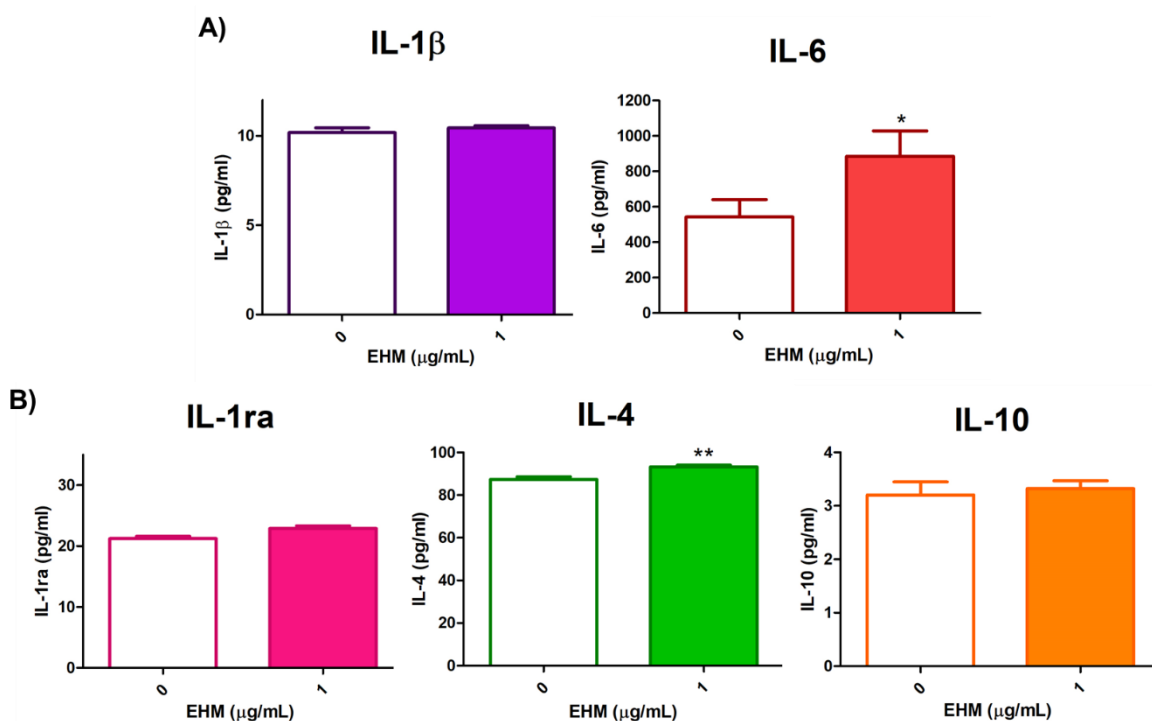 A)
IL-1β
IL-1β (pg/ml)
10
5
0
0
1
EHM (µg/mL)
IL-6
IL-6 (pg/ml)
1200
1000
800
600
400
200
0
*
0
1
EHM (µg/mL)
B)
IL-1ra
IL-1ra (pg/ml)
30
20
10
0
0
1
EHM (µg/mL)
IL-4
IL-4 (pg/ml)
100
80
60
40
20
0
**
0
1
EHM (µg/mL)
IL-10
IL-10 (pg/ml)
4
3
2
1
0
0
1
EHM (µg/mL)